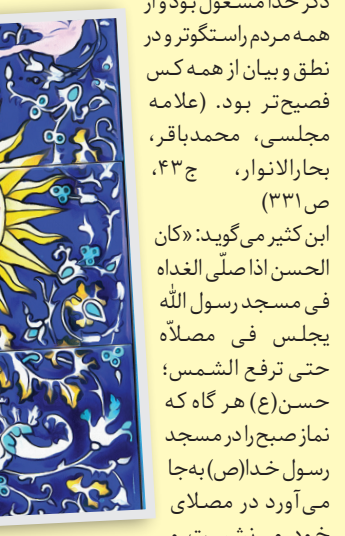 ذکر خدا مشغول بود و از
همه مردم راستگوتر و در
نطق و بیان از همه کس
فصیح‌تر بود. (علامه
مجلسی، محمدباقر،
بحارالانوار، ج۴۳،
ص۳۳۱)
ابن کثیر می‌گوید: «کان
الحسن اذا صلّی الغداه
فی مسجد رسول الله
یجلس فی مصلاّه
حتی ترفع الشمس؛
حسن(ع) هر گاه که
نماز صبح را در مسجد
رسول خدا(ص) به‌جا
می‌آورد در مصلای